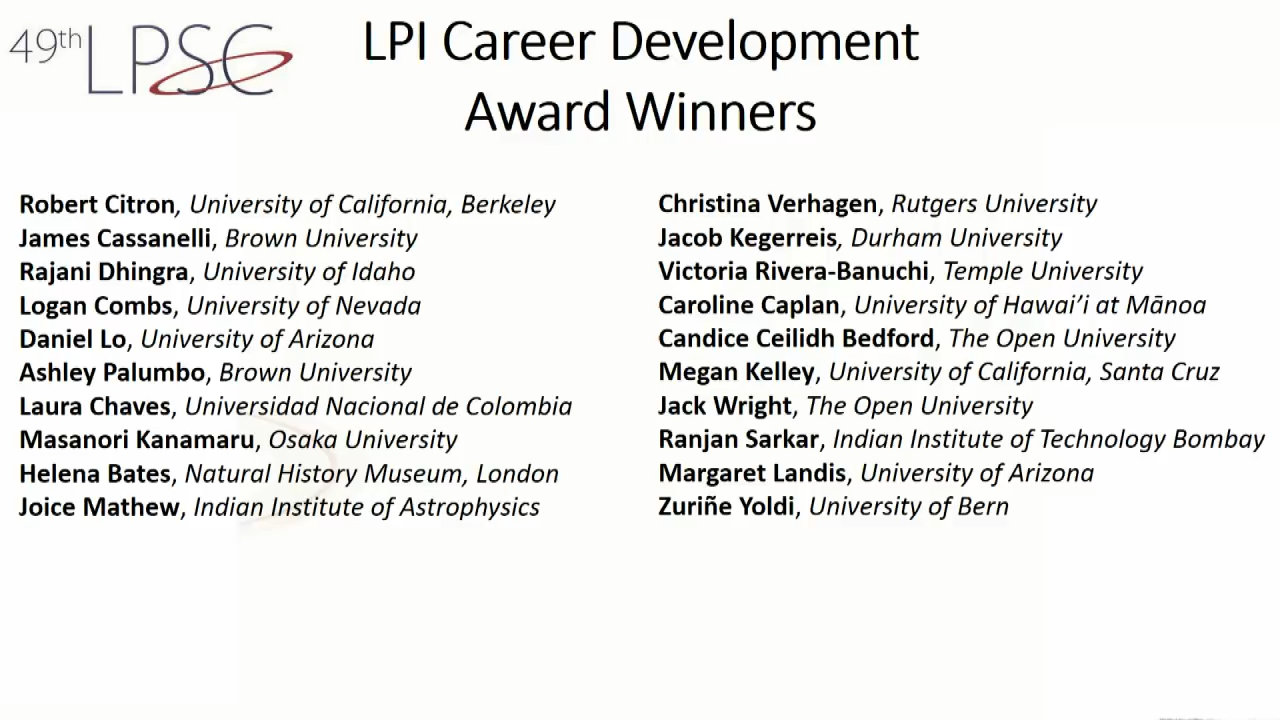 49th LPSC
LPI Career Development
Award Winners
Robert Citron, University of California, Berkeley
James Cassanelli, Brown University
Rajani Dhingra, University of Idaho
Logan Combs, University of Nevada
Daniel Lo, University of Arizona
Ashley Palumbo, Brown University
Laura Chaves, Universidad Nacional de Colombia
Masanori Kanamaru, Osaka University
Helena Bates, Natural History Museum, London
Joice Mathew, Indian Institute of Astrophysics
Christina Verhagen, Rutgers University
Jacob Kegerreis, Durham University
Victoria Rivera-Banuchi, Temple University
Caroline Caplan, University of Hawai’i at Mānoa
Candice Ceilidh Bedford, The Open University
Megan Kelley, University of California, Santa Cruz
Jack Wright, The Open University
Ranjan Sarkar, Indian Institute of Technology Bombay
Margaret Landis, University of Arizona
Zuriñe Yoldi, University of Bern